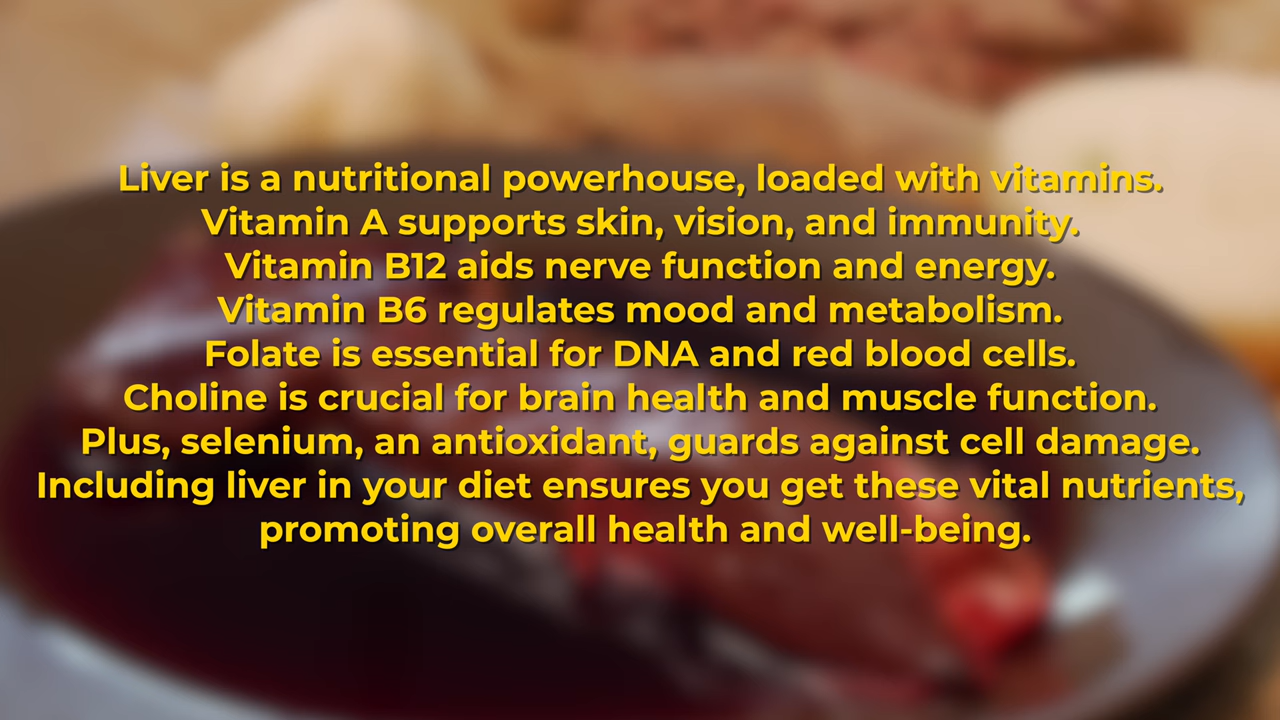 Liver is a nutritional powerhouse, loaded with vitamins.
Vitamin A supports skin, vision, and immunity.
Vitamin B12 aids nerve function and energy.
Vitamin B6 regulates mood and metabolism.
Folate is essential for DNA and red blood cells.
Choline is crucial for brain health and muscle function.
Plus, selenium, an antioxidant, guards against cell damage.
Including liver in your diet ensures you get these vital nutrients,
promoting overall health and well-being.